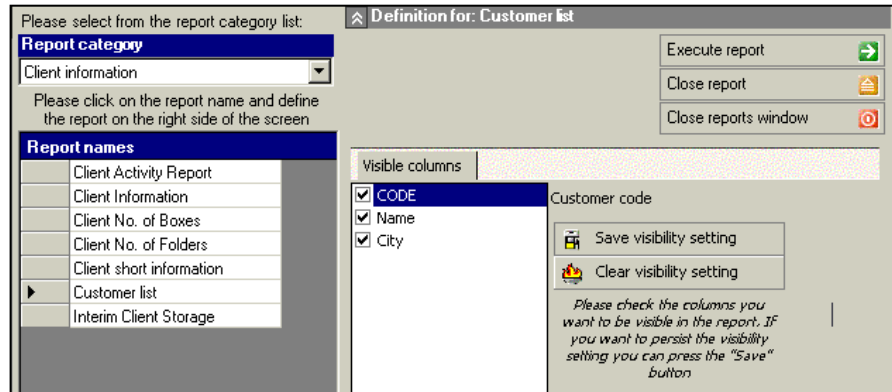 Please select from the report category list:
Report category
Client information
Please click on the report name and define
the report on the right side of the screen
Report names
Client Activity Report
Client Information
Client No. of Boxes
Client No. of Folders
Client short information
Customer list
Interim Client Storage
Definition for: Customer list
Execute report
Close report
Close reports window
Visible columns
CODE
Name
City
Customer code
Save visibility setting
Clear visibility setting
Please check the columns you
want to be visible in the report. If
you want to persist the visibility
setting you can press the "Save"
button